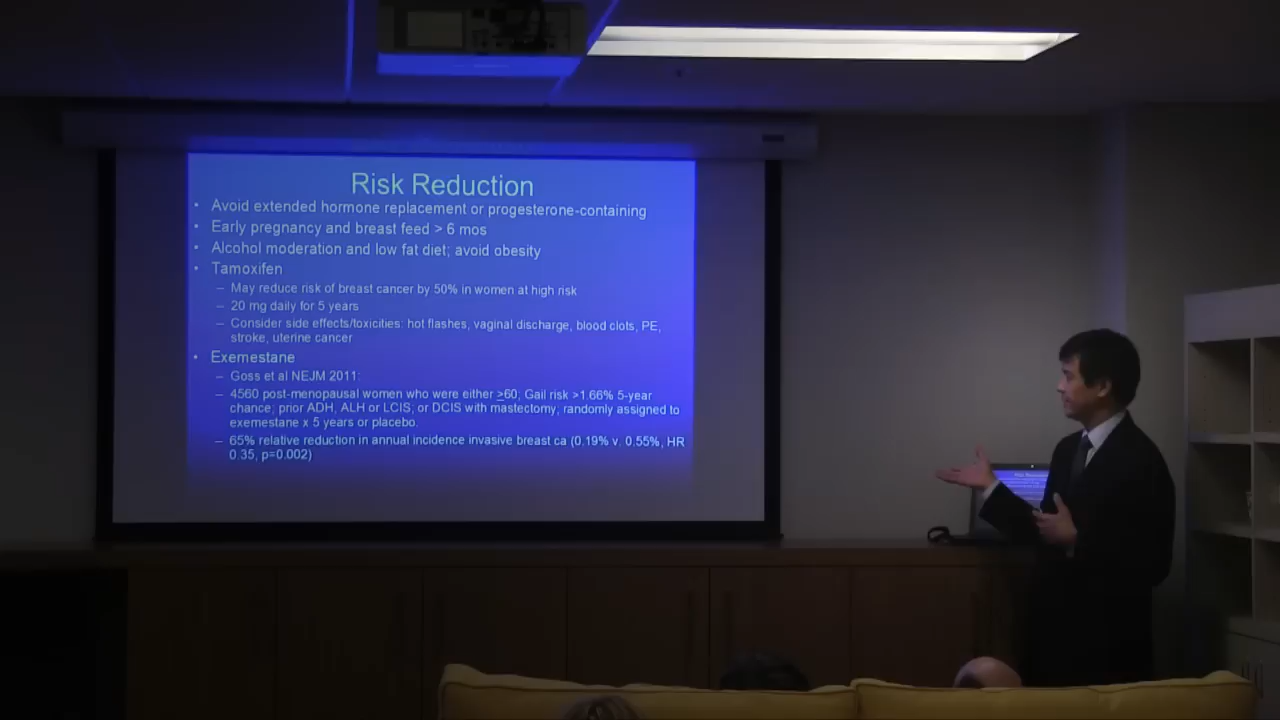 Risk Reduction
• Avoid extended hormone replacement or progesterone-containing
• Early pregnancy and breast feed > 6 mos
• Alcohol moderation and low fat diet; avoid obesity
• Tamoxifen
– May reduce risk of breast cancer by 50% in women at high risk
– 20 mg daily for 5 years
– Consider side effects/toxicities: hot flashes, vaginal discharge, blood clots, PE,
stroke, uterine cancer
• Exemestane
– Goss et al NEJM 2011:
– 4560 post-menopausal women who were either ≥60; Gail risk >1.66% 5-year
chance; prior ADH, ALH or LCIS, or DCIS with mastectomy; randomly assigned to
exemestane x 5 years or placebo.
– 65% relative reduction in annual incidence invasive breast ca (0.19% v. 0.55%, HR
0.35, p=0.002)